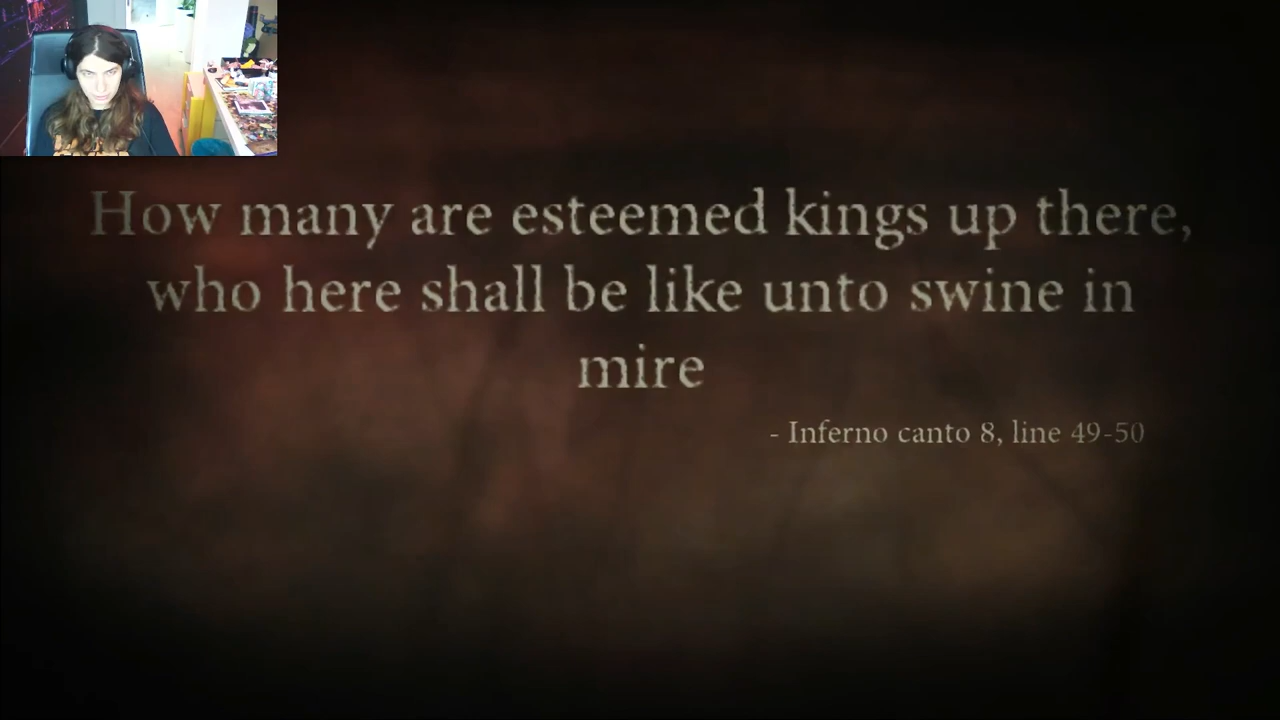 How many are esteemed kings up there,
who here shall be like unto swine in
mire
- Inferno canto 8, line 49-50